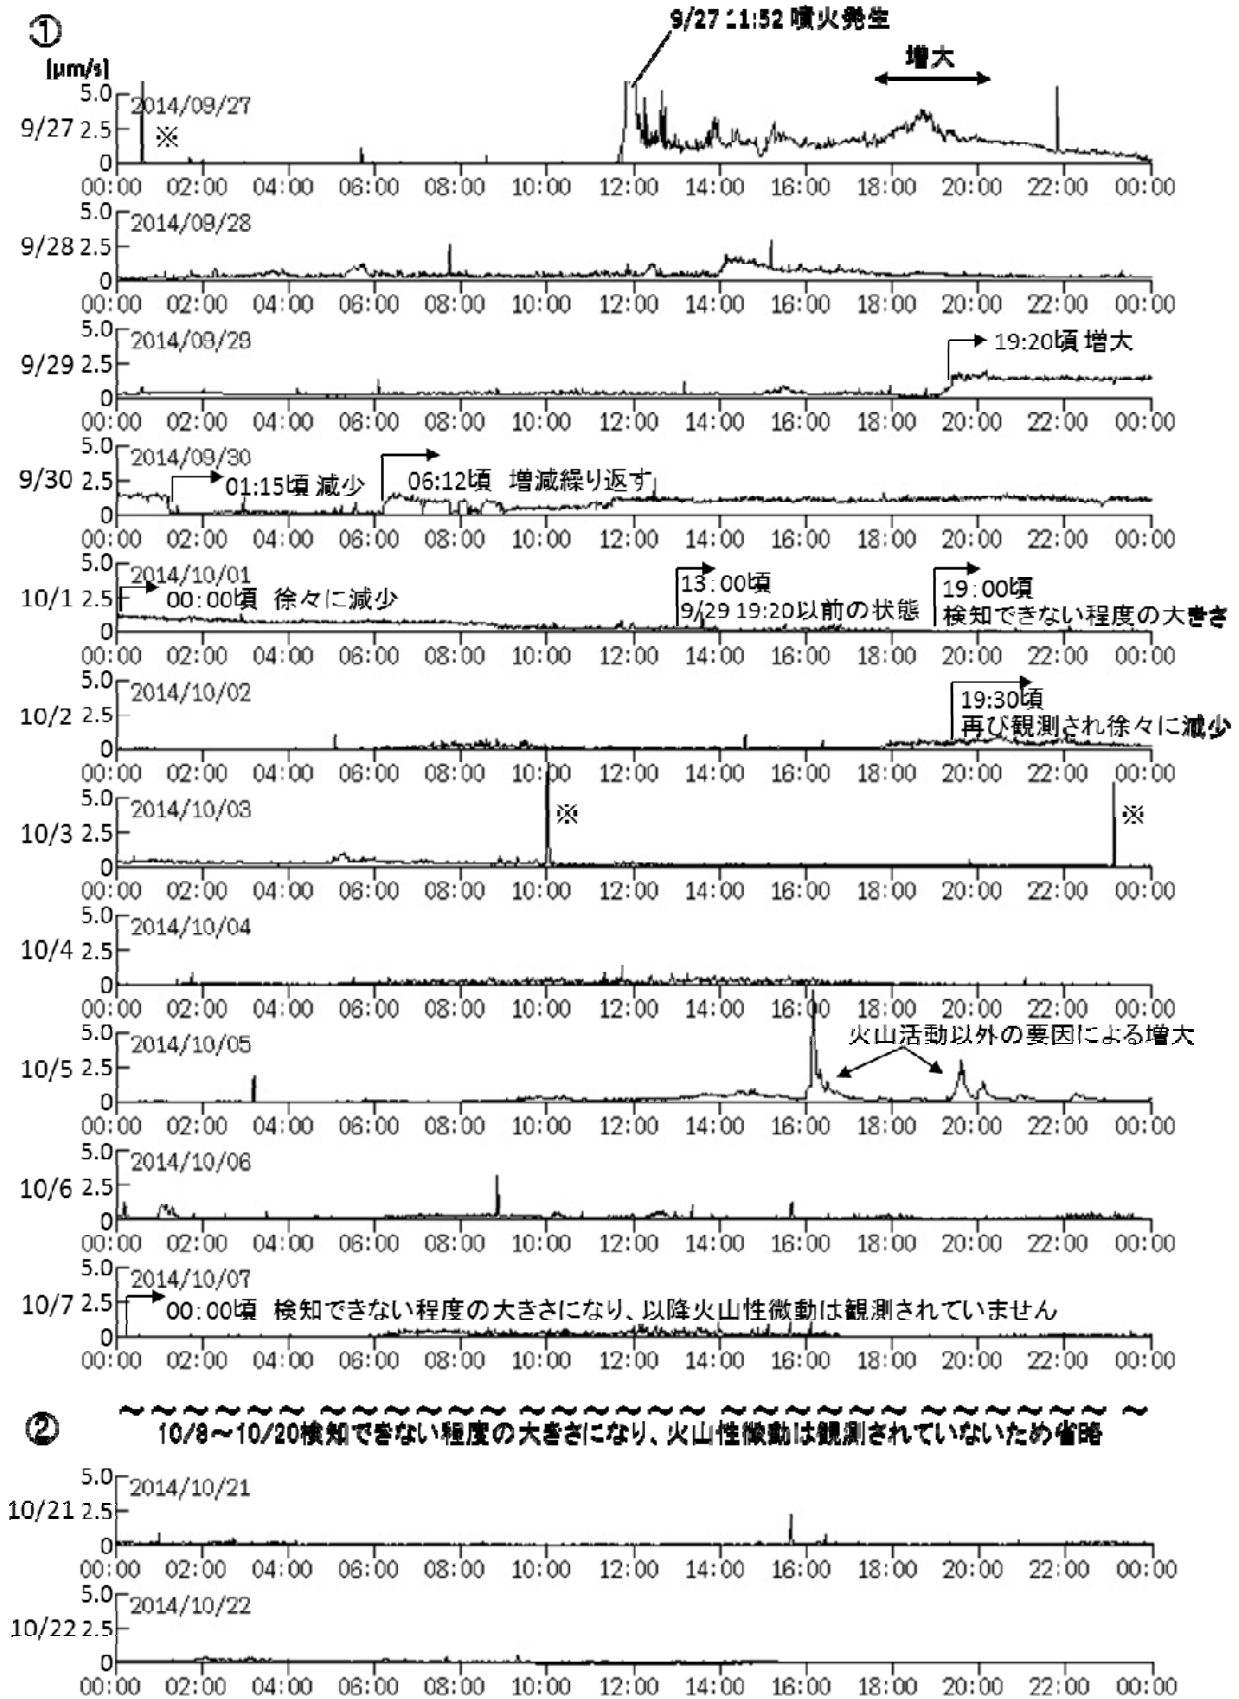 ①
9/27 11:52 噴火発生
増大
[μm/s]
5.0
2014/09/27
9/27 2.5
※
0
00:00 02:00 04:00 06:00 08:00 10:00 12:00 14:00 16:00 18:00 20:00 22:00 00:00
5.0
2014/09/28
9/28 2.5
0
00:00 02:00 04:00 06:00 08:00 10:00 12:00 14:00 16:00 18:00 20:00 22:00 00:00
5.0
2014/09/29
19:20頃 増大
9/29 2.5
0
00:00 02:00 04:00 06:00 08:00 10:00 12:00 14:00 16:00 18:00 20:00 22:00 00:00
5.0
2014/09/30
9/30 2.5
01:15頃 減少
06:12頃 増減繰り返す
0
00:00 02:00 04:00 06:00 08:00 10:00 12:00 14:00 16:00 18:00 20:00 22:00 00:00
5.0
2014/10/01
10/1 2.5
00:00頃 徐々に減少
13:00頃
9/29 19:20以前の状態
19:00頃
検知できない程度の大きさ
0
00:00 02:00 04:00 06:00 08:00 10:00 12:00 14:00 16:00 18:00 20:00 22:00 00:00
5.0
2014/10/02
10/2 2.5
19:30頃
再び観測され徐々に減少
0
00:00 02:00 04:00 06:00 08:00 10:00 12:00 14:00 16:00 18:00 20:00 22:00 00:00
5.0
2014/10/03
10/3 2.5
※
※
0
00:00 02:00 04:00 06:00 08:00 10:00 12:00 14:00 16:00 18:00 20:00 22:00 00:00
5.0
2014/10/04
10/4 2.5
0
00:00 02:00 04:00 06:00 08:00 10:00 12:00 14:00 16:00 18:00 20:00 22:00 00:00
5.0
2014/10/05
火山活動以外の要因による増大
10/5 2.5
0
00:00 02:00 04:00 06:00 08:00 10:00 12:00 14:00 16:00 18:00 20:00 22:00 00:00
5.0
2014/10/06
10/6 2.5
0
00:00 02:00 04:00 06:00 08:00 10:00 12:00 14:00 16:00 18:00 20:00 22:00 00:00
5.0
2014/10/07
10/7 2.5
00:00頃 検知できない程度の大きさになり、以降火山性微動は観測されていません
0
00:00 02:00 04:00 06:00 08:00 10:00 12:00 14:00 16:00 18:00 20:00 22:00 00:00
②
10/8～10/20検知できない程度の大きさになり、火山性微動は観測されていないため省略
5.0
2014/10/21
10/21 2.5
0
00:00 02:00 04:00 06:00 08:00 10:00 12:00 14:00 16:00 18:00 20:00 22:00 00:00
5.0
2014/10/22
10/22 2.5
0
00:00 02:00 04:00 06:00 08:00 10:00 12:00 14:00 16:00 18:00 20:00 22:00 00:00